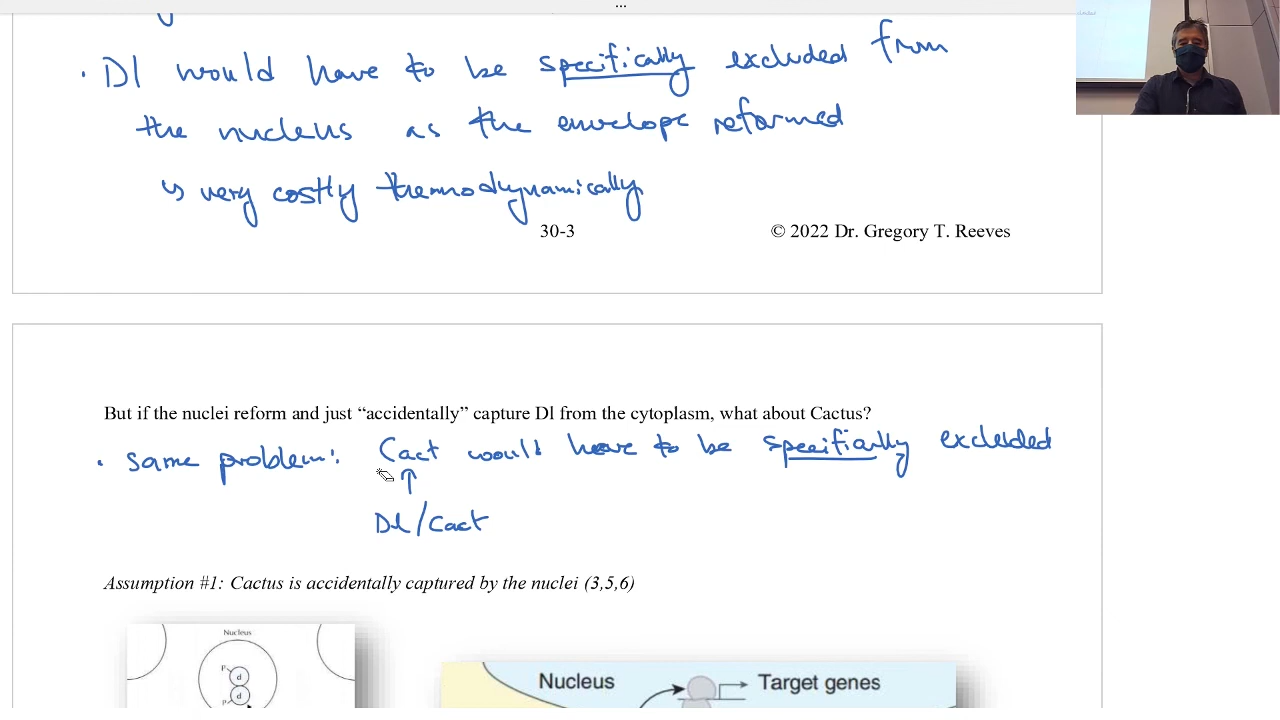 ...
· Dl would have to be specifically excluded from
the nucleus as the envelope reformed
↳ very costly thermodynamically
30-3
© 2022 Dr. Gregory T. Reeves
But if the nuclei reform and just “accidentally” capture Dl from the cytoplasm, what about Cactus?
· same problem: Cact would have to be specifically excluded
↑
Dl/Cact
Assumption #1: Cactus is accidentally captured by the nuclei (3,5,6)
Nucleus
P d
P d
Nucleus
Target genes